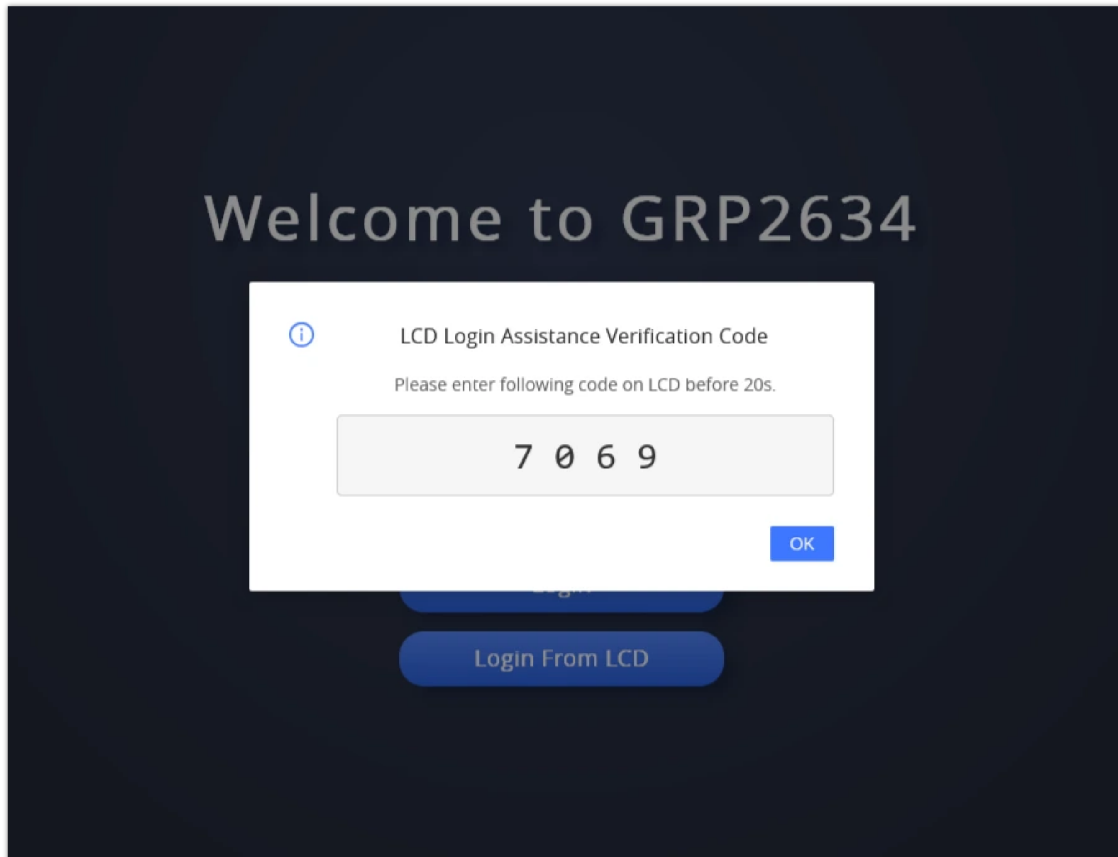 Welcome to GRP2634
LCD Login Assistance Verification Code
Please enter following code on LCD before 20s.
7 0 6 9
OK
Login
Login From LCD